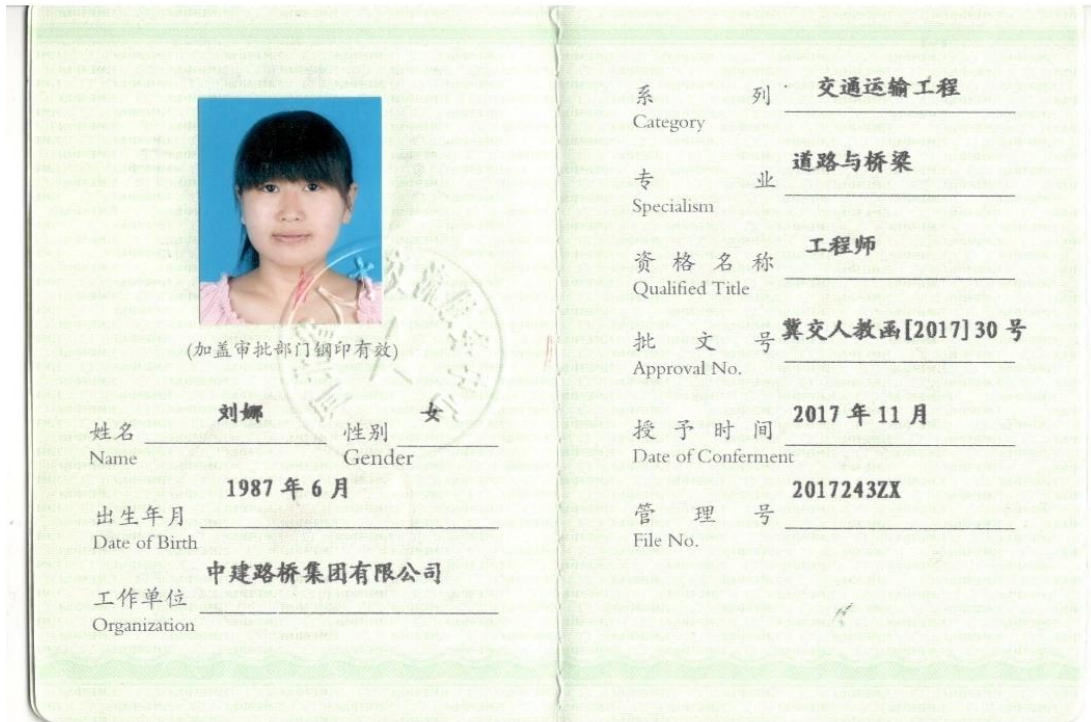 (加盖审批部门钢印有效)
姓名 刘娜 性别 女
Name Gender
1987 年 6 月
出生年月
Date of Birth
中建路桥集团有限公司
工作单位
Organization
系 列 交通运输工程
Category
专 业 道路与桥梁
Specialism
资格名称 工程师
Qualified Title
批 文 号 冀交人教函[2017] 30 号
Approval No.
授予时间 2017 年 11 月
Date of Conferment
管 理 号 2017243ZX
File No.